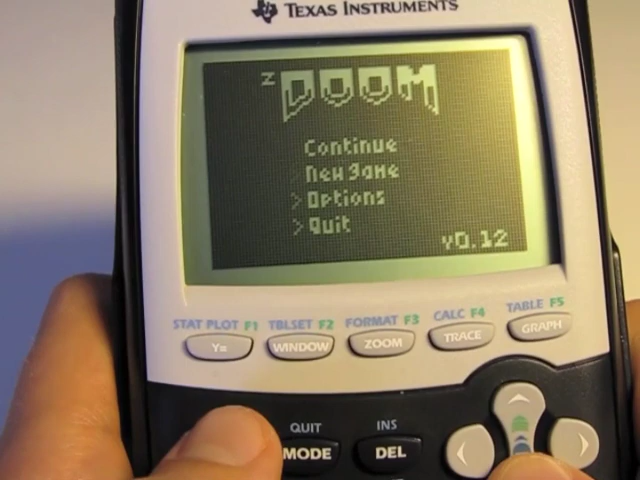 TEXAS INSTRUMENTS
z DOOM
Continue
New game
Options
Quit
v0.12
STAT PLOT F1 TBLSET F2 FORMAT F3 CALC F4 TABLE F5
Y= WINDOW ZOOM TRACE GRAPH
QUIT INS
MODE DEL